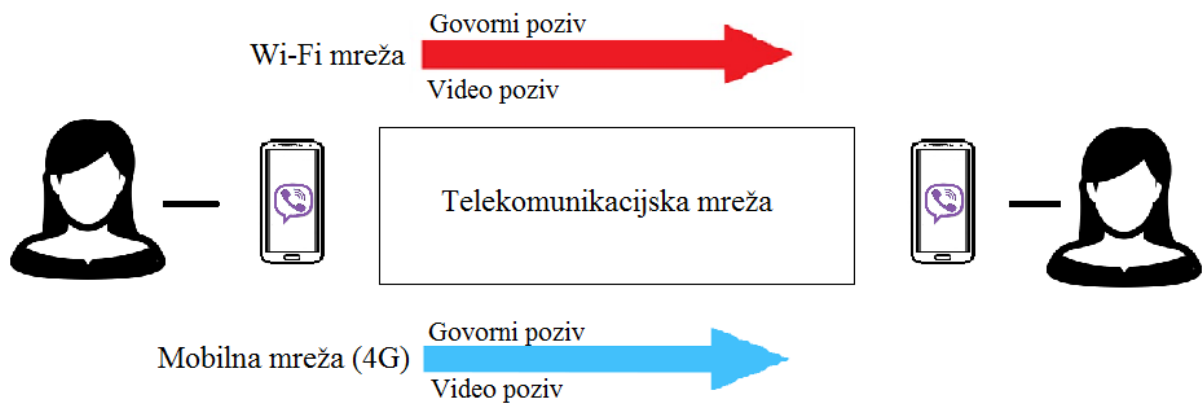 Govorni poziv
Wi-Fi mreža
Video poziv
Telekomunikacijska mreža
Govorni poziv
Mobilna mreža (4G)
Video poziv